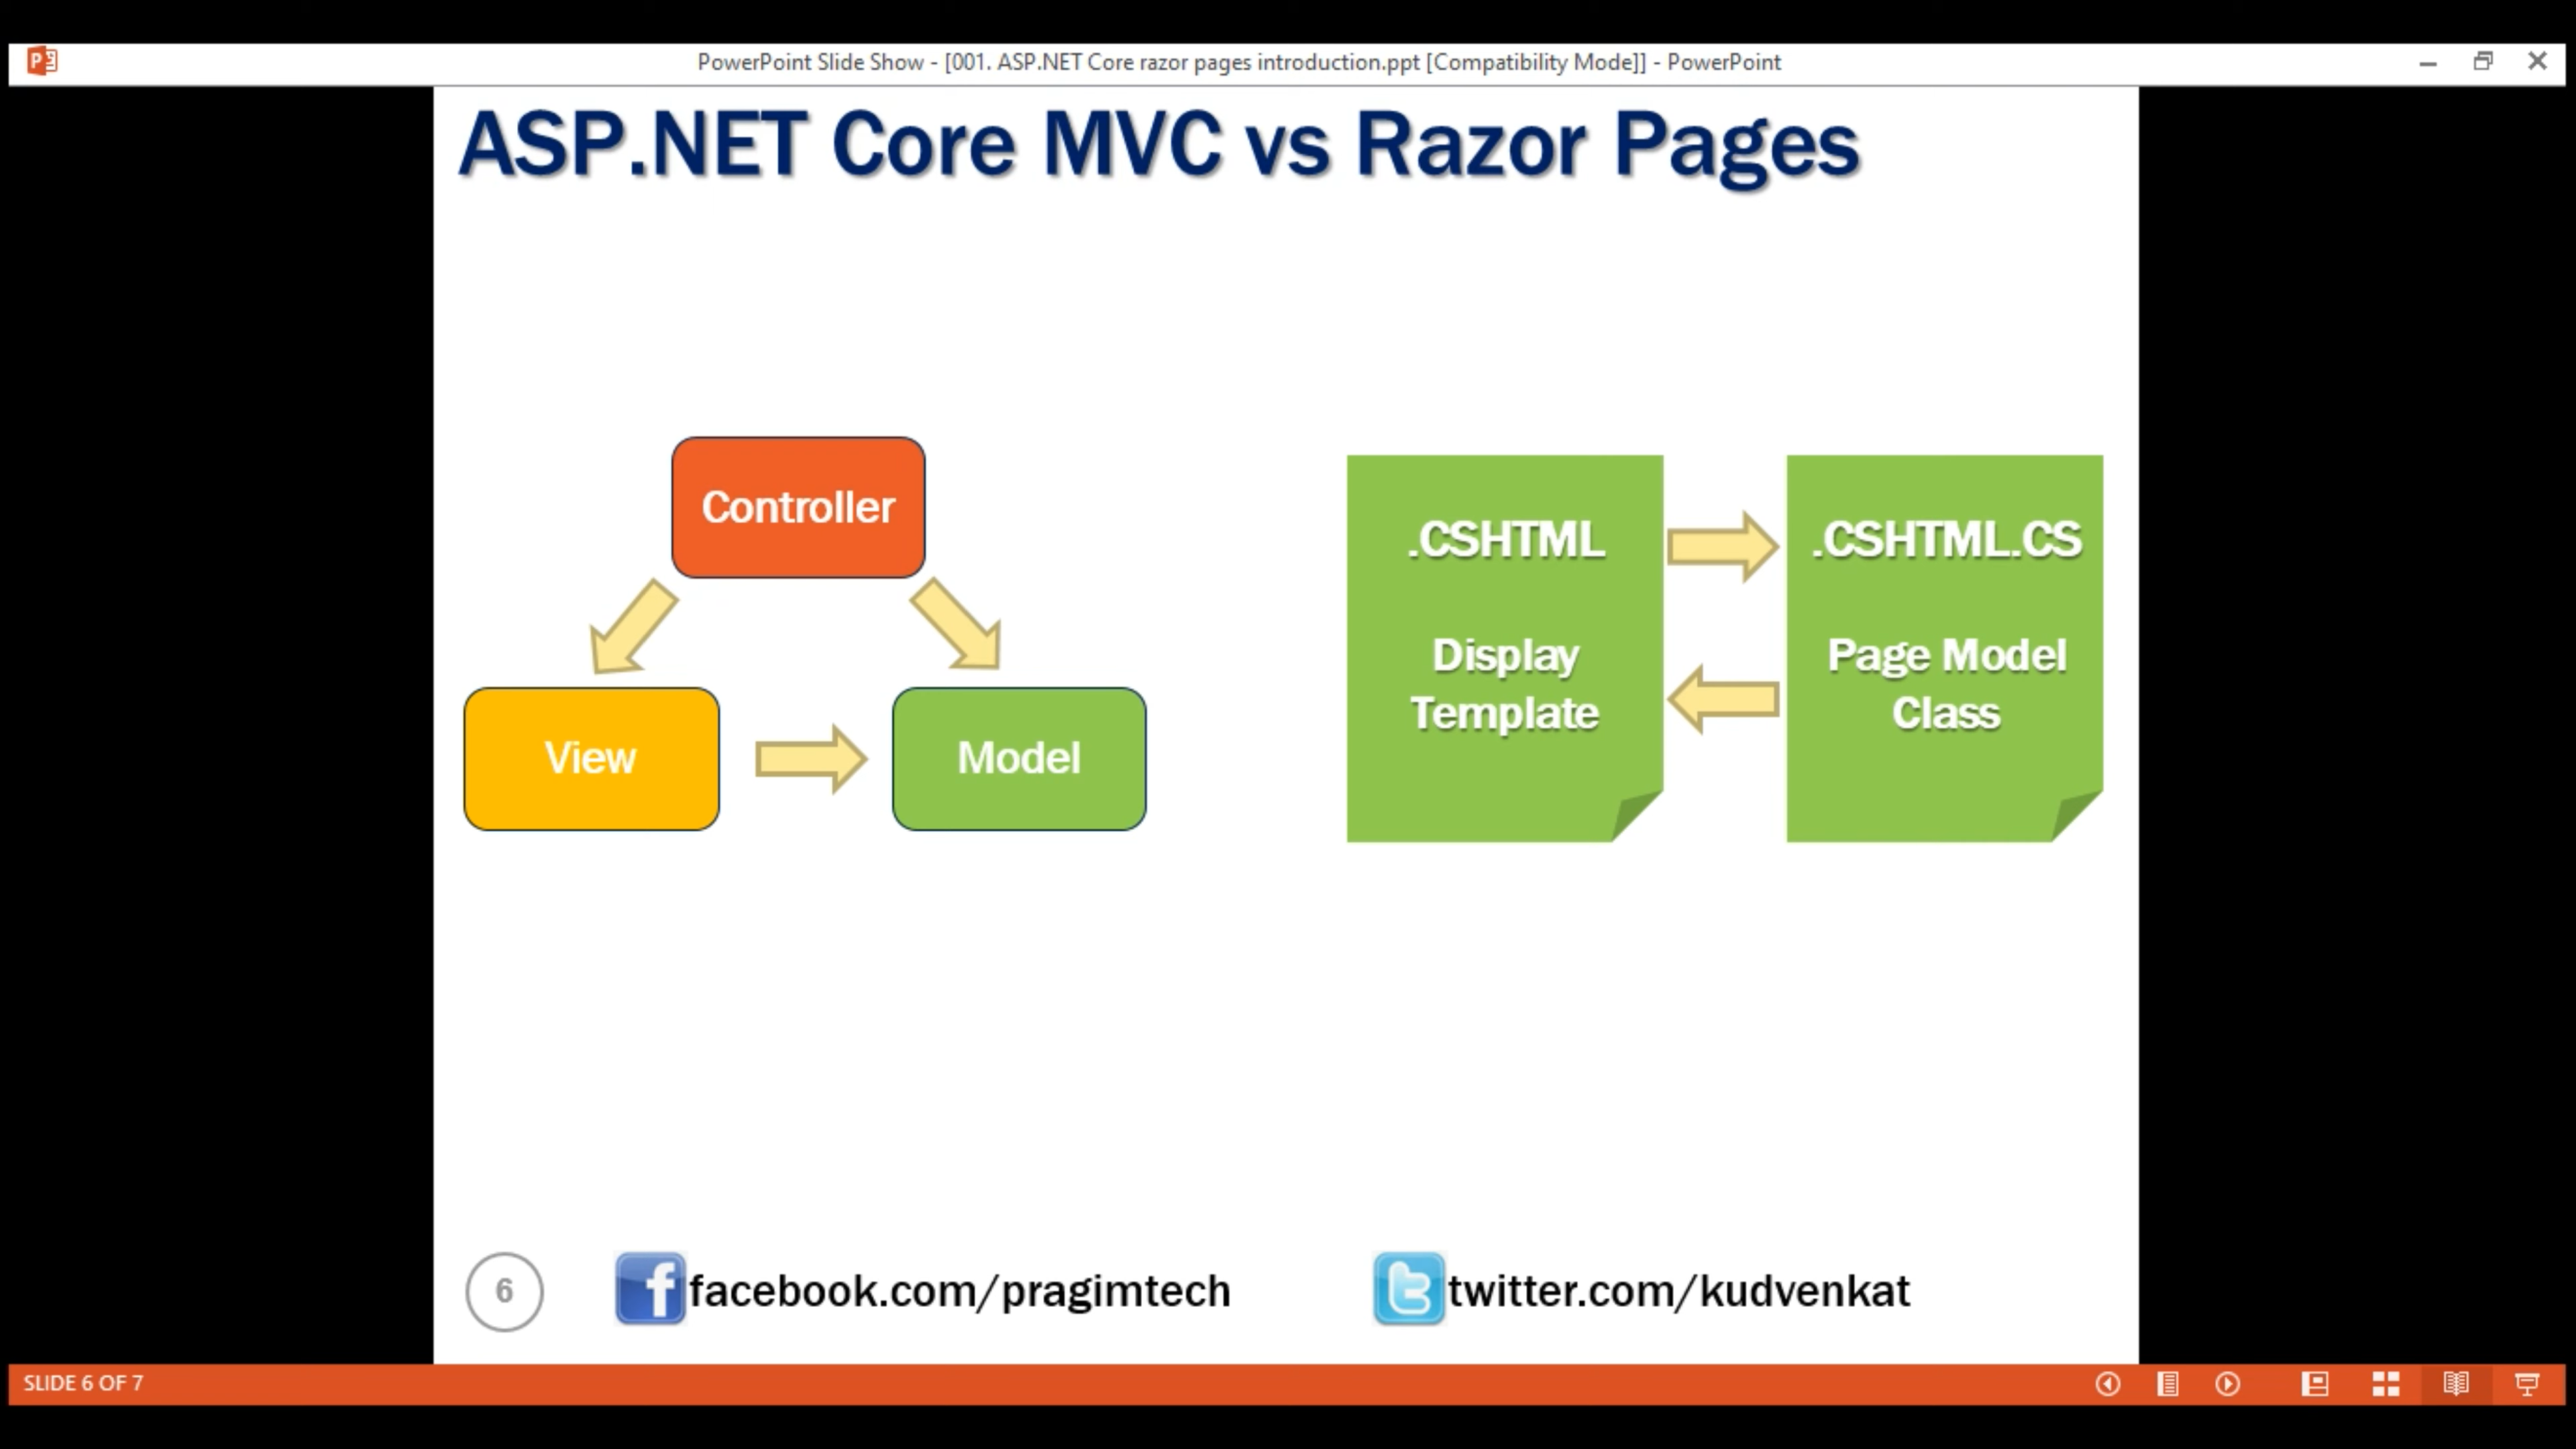 PowerPoint Slide Show - [001. ASP.NET Core razor pages introduction.ppt [Compatibility Mode]] - PowerPoint
ASP.NET Core MVC vs Razor Pages
Controller
View
Model
.CSHTML
Display
Template
.CSHTML.CS
Page Model
Class
6
facebook.com/pragimtech
twitter.com/kudvenkat
SLIDE 6 OF 7